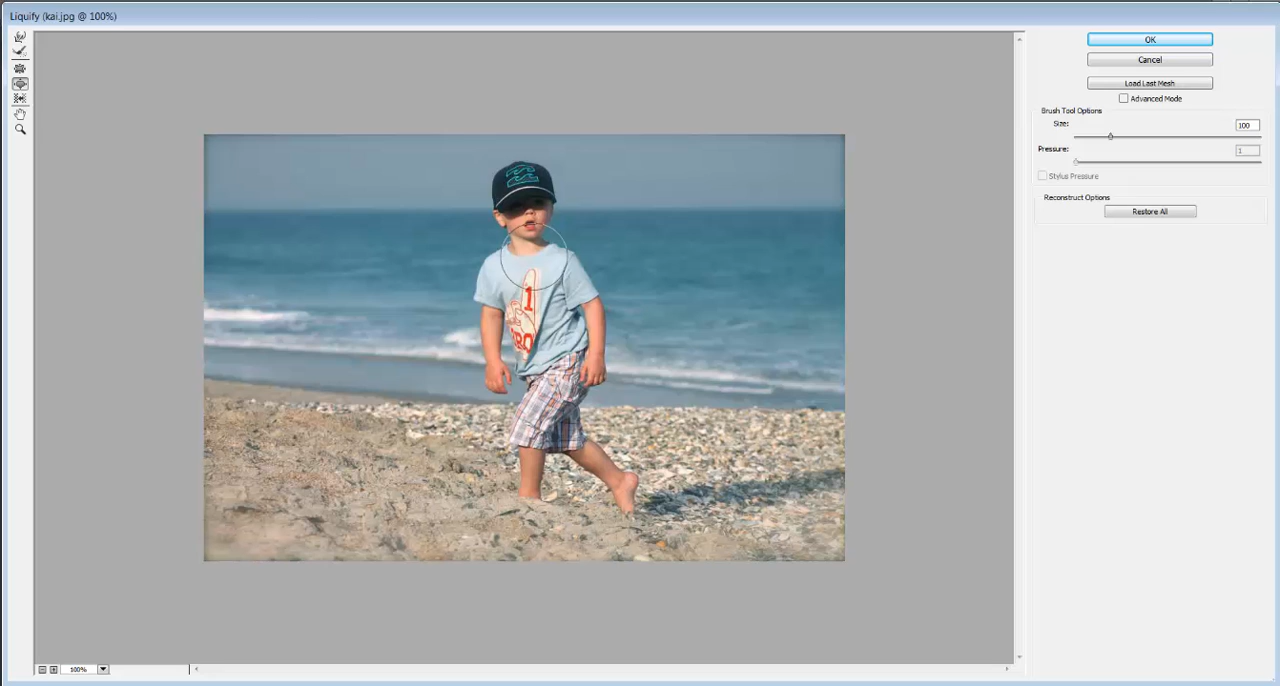 Liquify (kai.jpg @ 100%)
OK
Cancel
Load Last Mesh
Advanced Mode
Brush Tool Options
Size:
100
Pressure:
1
Stylus Pressure
Reconstruct Options
Restore All
1
100%